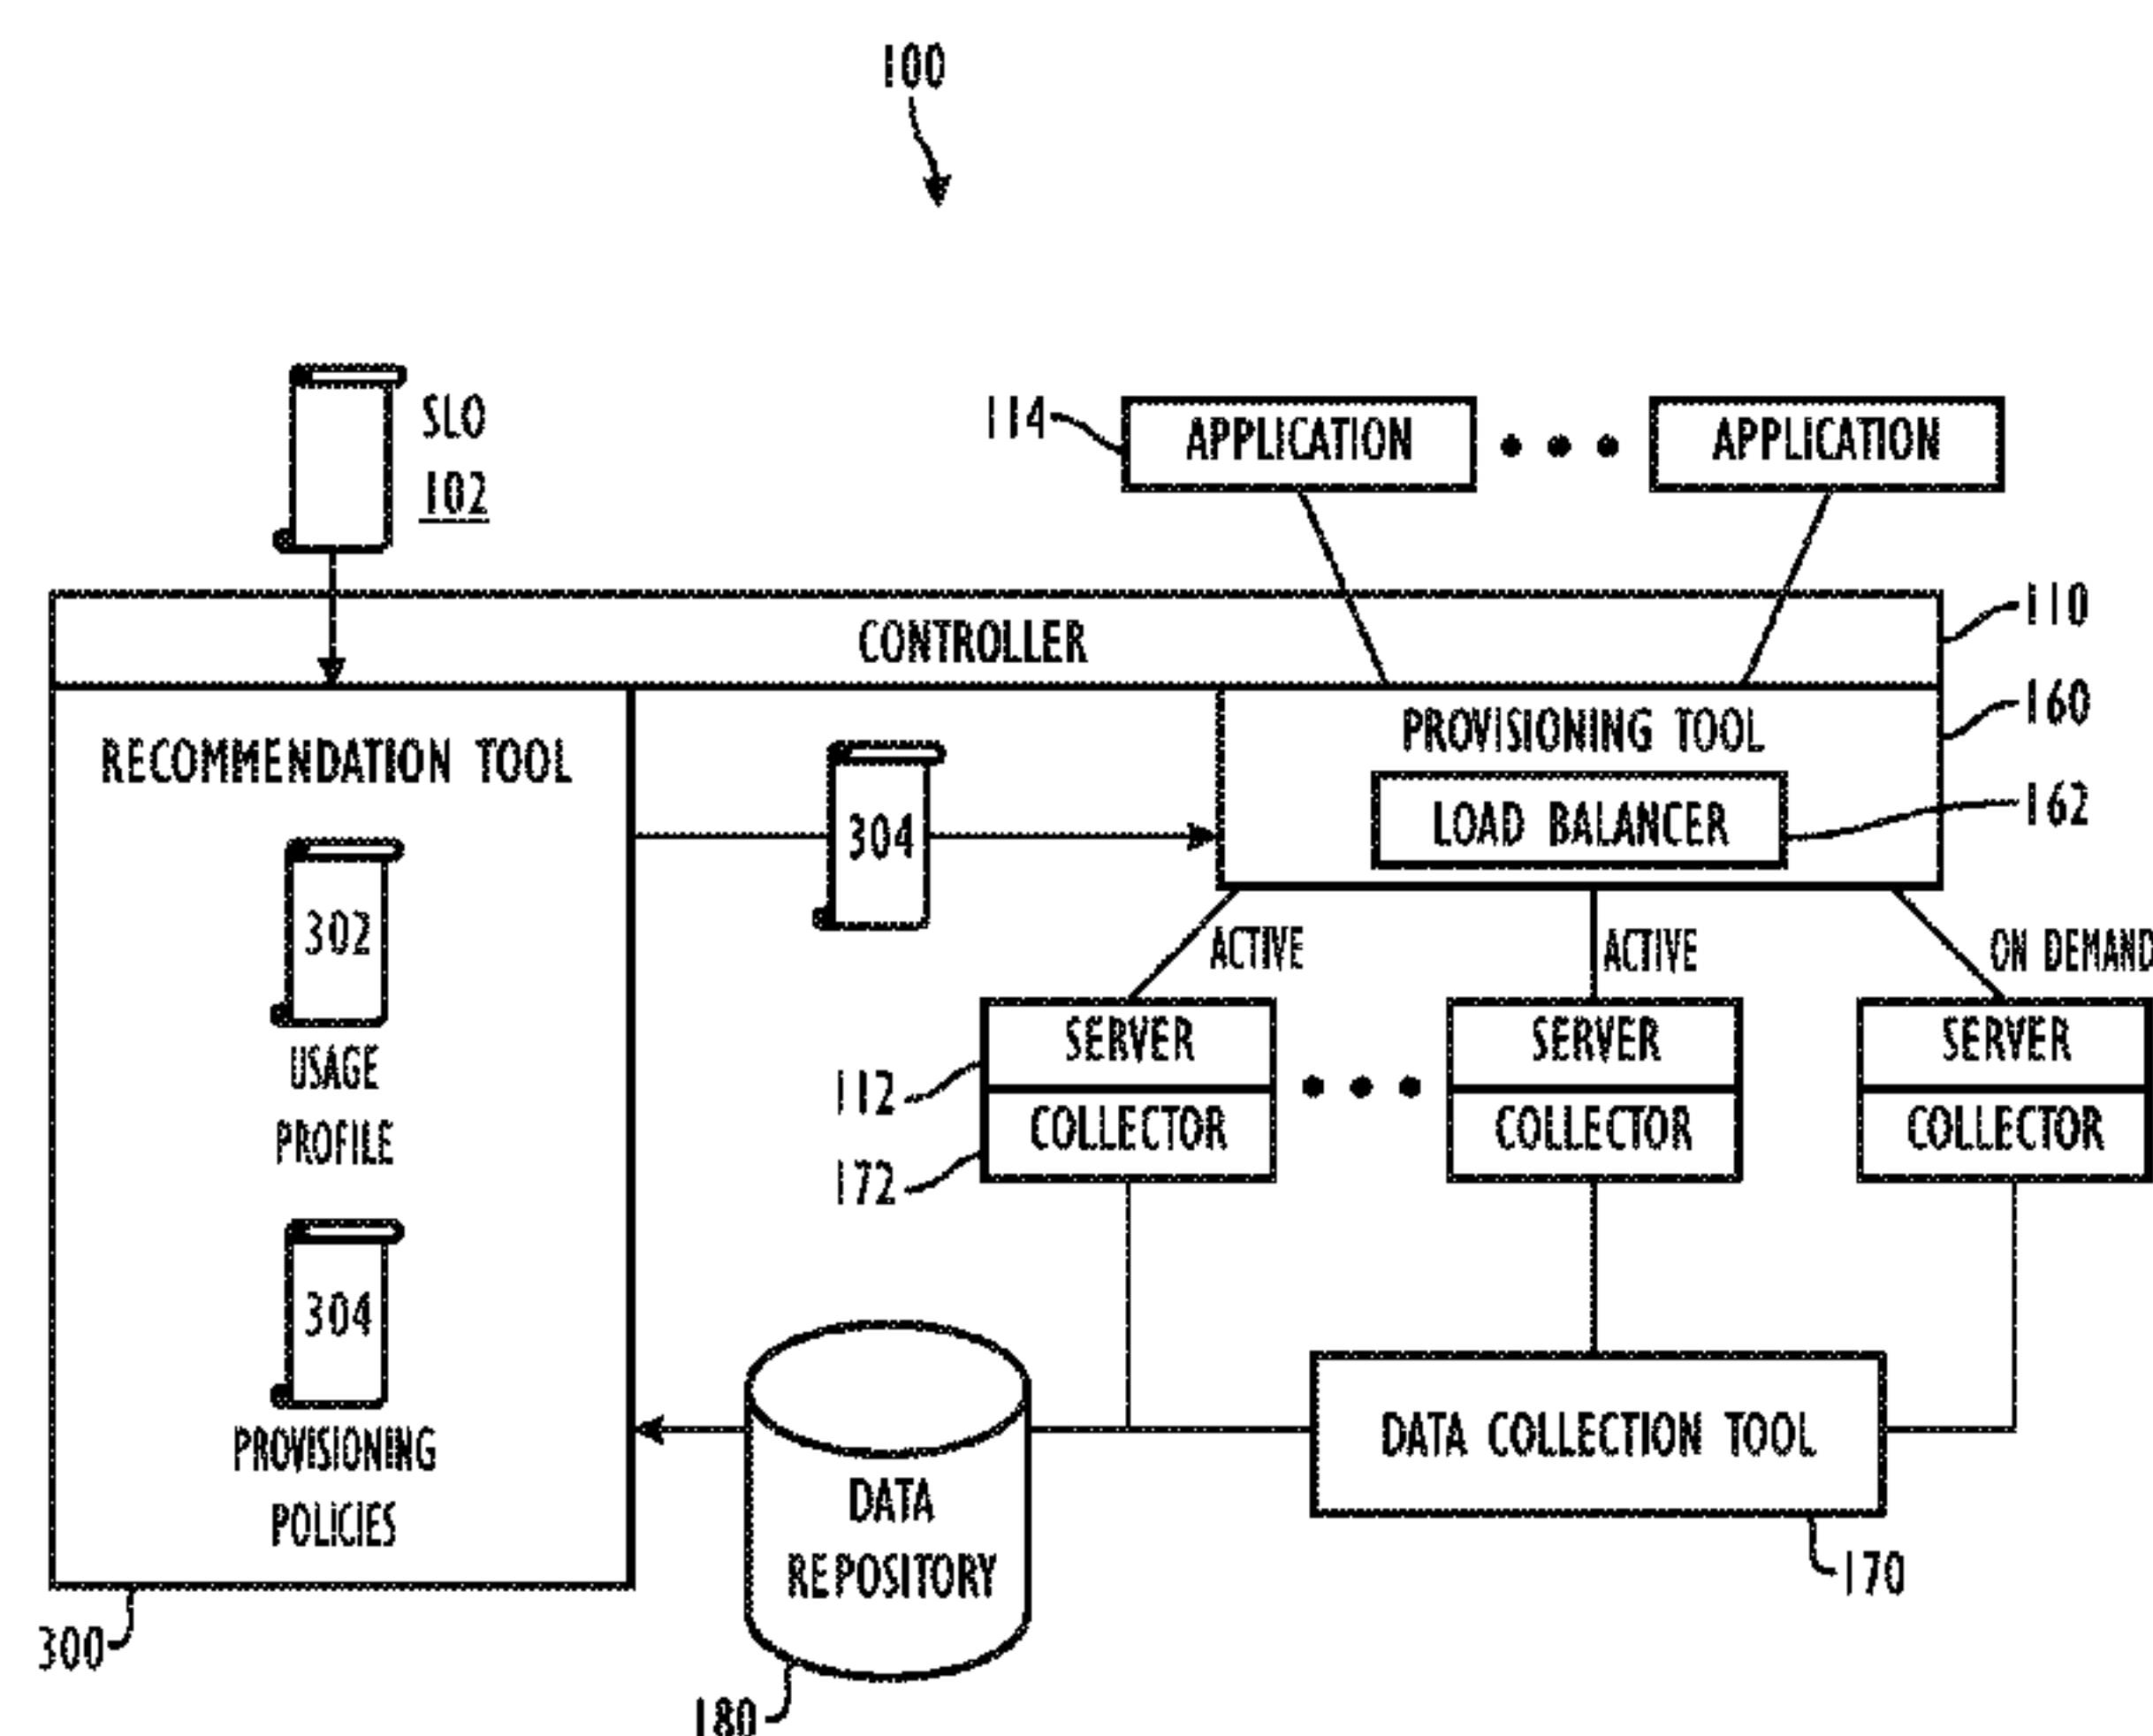 100
SLO
102
114
APPLICATION
APPLICATION
110
CONTROLLER
160
RECOMMENDATION TOOL
PROVISIONING TOOL
304
LOAD BALANCER
162
302
ACTIVE
ACTIVE
ON DEMAND
USAGE
PROFILE
112
SERVER
SERVER
SERVER
172
COLLECTOR
COLLECTOR
COLLECTOR
304
PROVISIONING
POLICIES
DATA COLLECTION TOOL
DATA
REPOSITORY
170
300
180